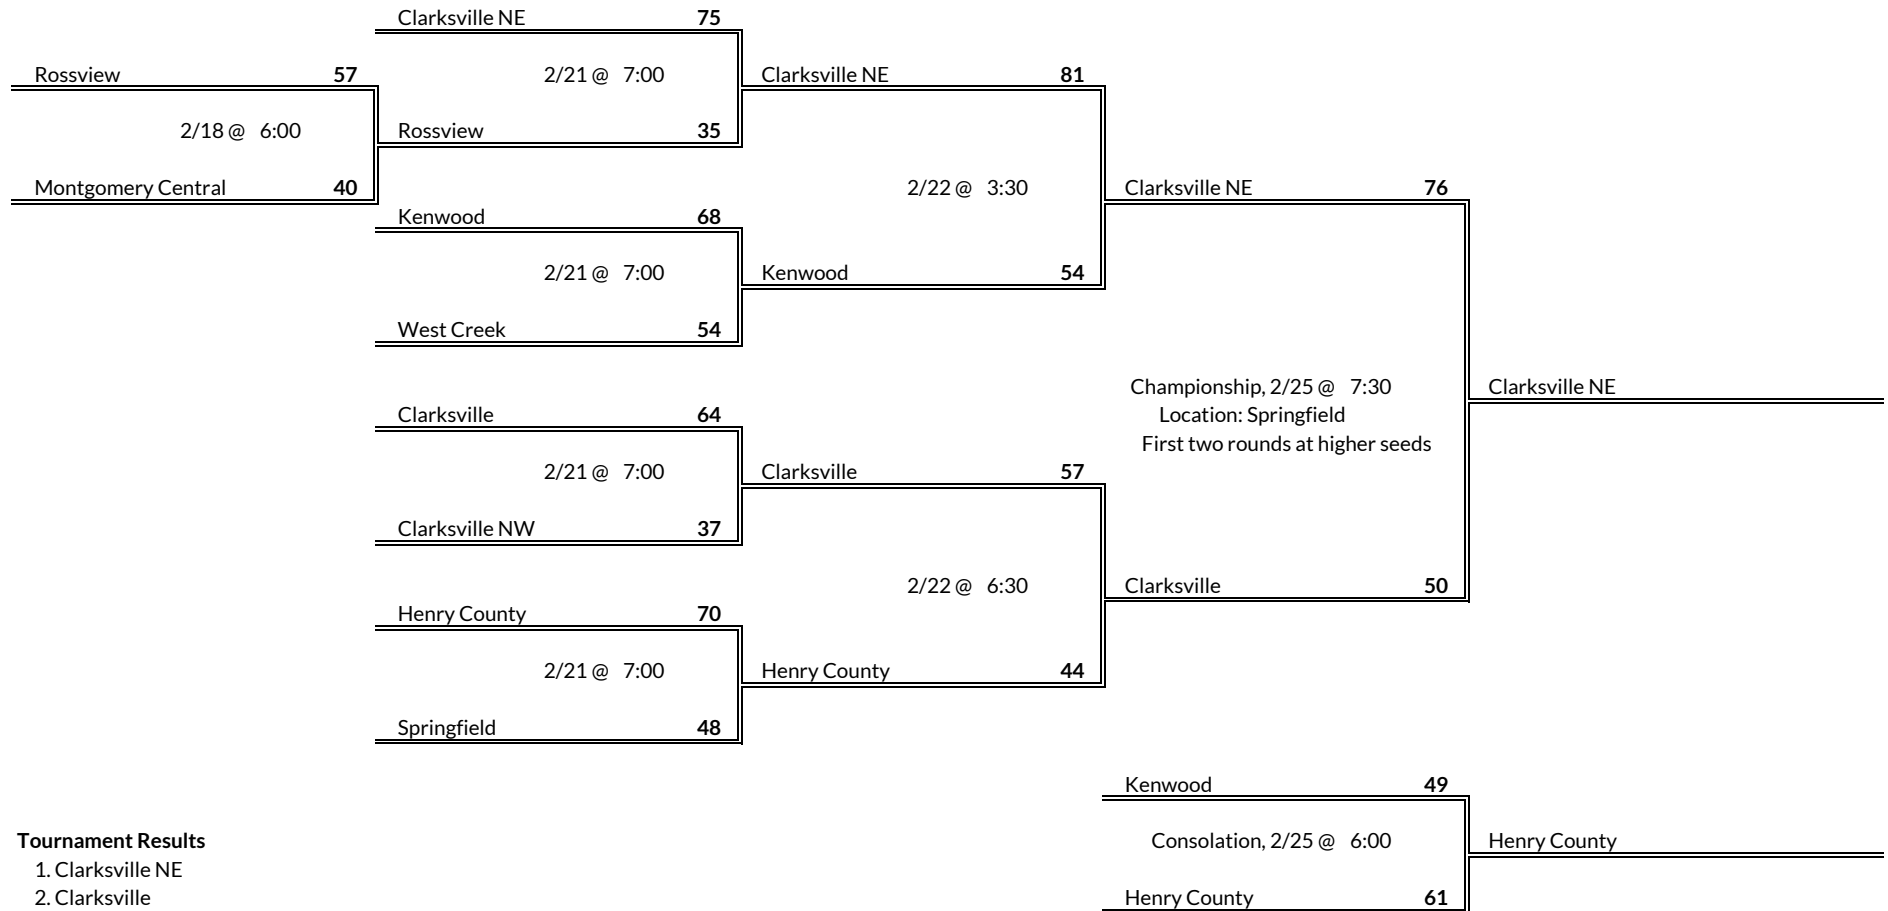 Clarksville NE 75
Rossview 57
2/21 @ 7:00
Clarksville NE 81
2/18 @ 6:00
Rossview 35
Montgomery Central 40
2/22 @ 3:30
Clarksville NE 76
Kenwood 68
2/21 @ 7:00
Kenwood 54
West Creek 54
Championship, 2/25 @ 7:30
Clarksville NE
Clarksville 64
Location: Springfield
First two rounds at higher seeds
2/21 @ 7:00
Clarksville 57
Clarksville NW 37
2/22 @ 6:30
Clarksville 50
Henry County 70
2/21 @ 7:00
Henry County 44
Springfield 48
Kenwood 49
Tournament Results
Consolation, 2/25 @ 6:00
Henry County
1. Clarksville NE
2. Clarksville
Henry County 61